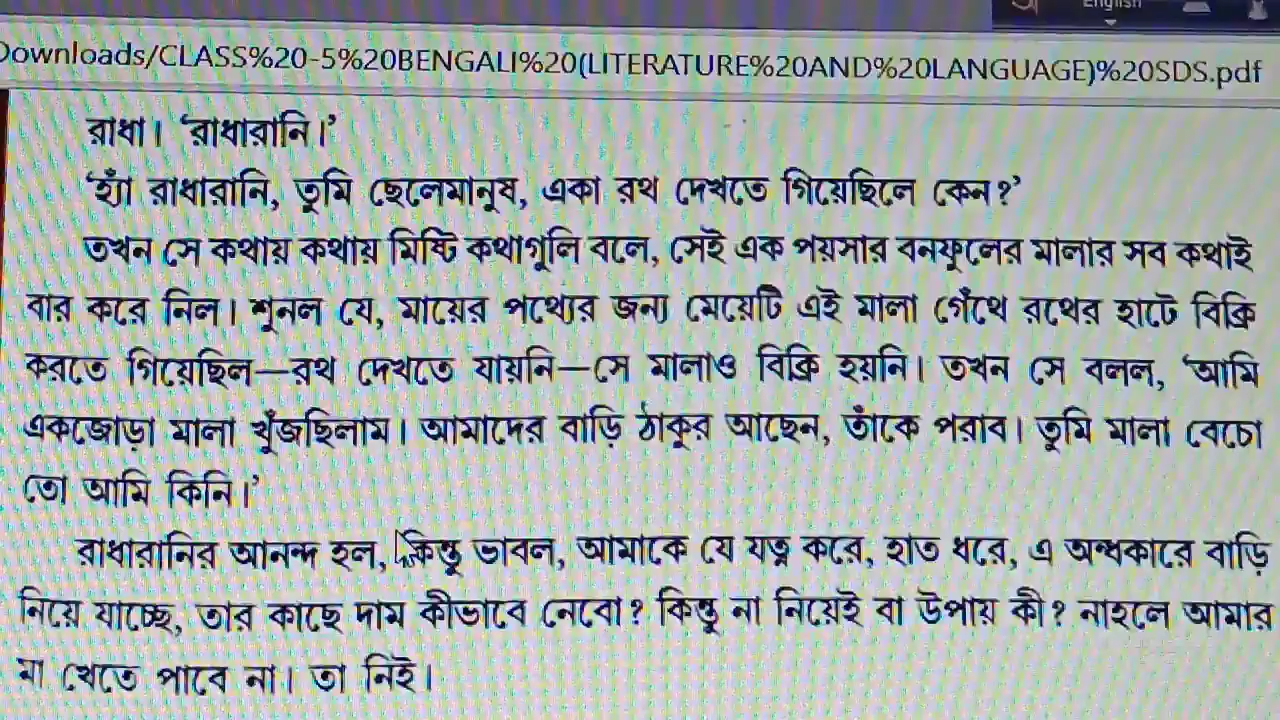 English
Downloads/CLASS%20-5%20BENGALI%20(LITERATURE%20AND%20LANGUAGE)%20SDS.pdf
রাধা। ‘রাধারানি।’
‘হ্যাঁ রাধারানি, তুমি ছেলেমানুষ, একা রথ দেখতে গিয়েছিলে কেন?’
তখন সে কথায় কথায় মিষ্টি কথাগুলি বলে, সেই এক পয়সার বনফুলের মালার সব কথাই
বার করে নিল। শুনল যে, মায়ের পথ্যের জন্য মেয়েটি এই মালা গেঁথে রথের হাটে বিক্রি
করতে গিয়েছিল—রথ দেখতে যায়নি—সে মালাও বিক্রি হয়নি। তখন সে বলল, ‘আমি
একজোড়া মালা খুঁজছিলাম। আমাদের বাড়ি ঠাকুর আছেন, তাঁকে পরাব। তুমি মালা বেচো
তো আমি কিনি।’
রাধারানির আনন্দ হল, কিন্তু ভাবল, আমাকে যে যত্ন করে, হাত ধরে, এ অন্ধকারে বাড়ি
নিয়ে যাচ্ছে, তার কাছে দাম কীভাবে নেবো? কিন্তু না নিয়েই বা উপায় কী? নাহলে আমার
মা খেতে পাবে না। তা নিই।